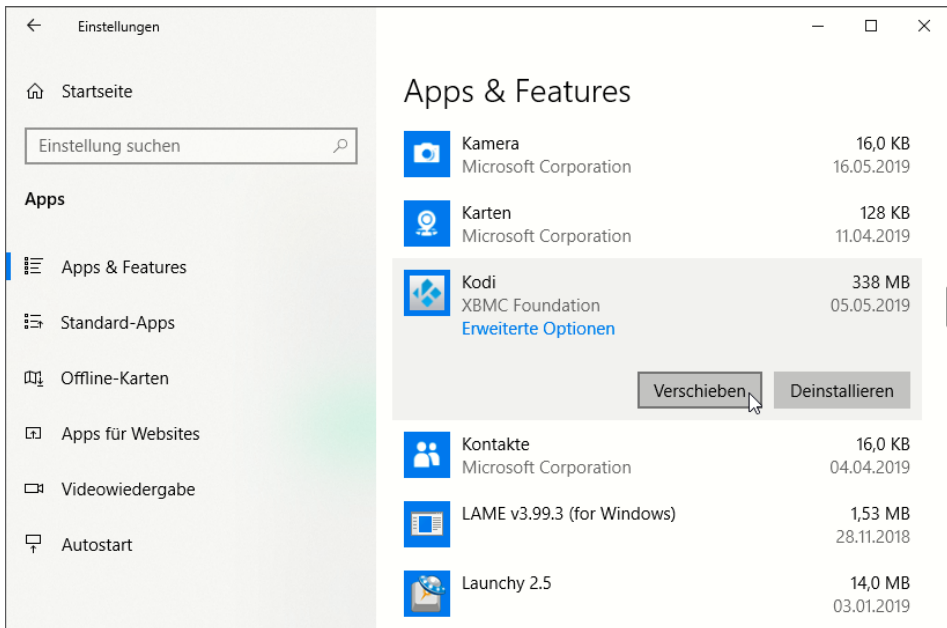 Einstellungen
Startseite
Einstellung suchen
Apps
Apps & Features
Standard-Apps
Offline-Karten
Apps für Websites
Videowiedergabe
Autostart
Apps & Features
Kamera 16,0 KB
Microsoft Corporation 16.05.2019
Karten 128 KB
Microsoft Corporation 11.04.2019
Kodi 338 MB
XBMC Foundation 05.05.2019
Erweiterte Optionen
Verschieben Deinstallieren
Kontakte 16,0 KB
Microsoft Corporation 04.04.2019
LAME v3.99.3 (for Windows) 1,53 MB
28.11.2018
Launchy 2.5 14,0 MB
03.01.2019